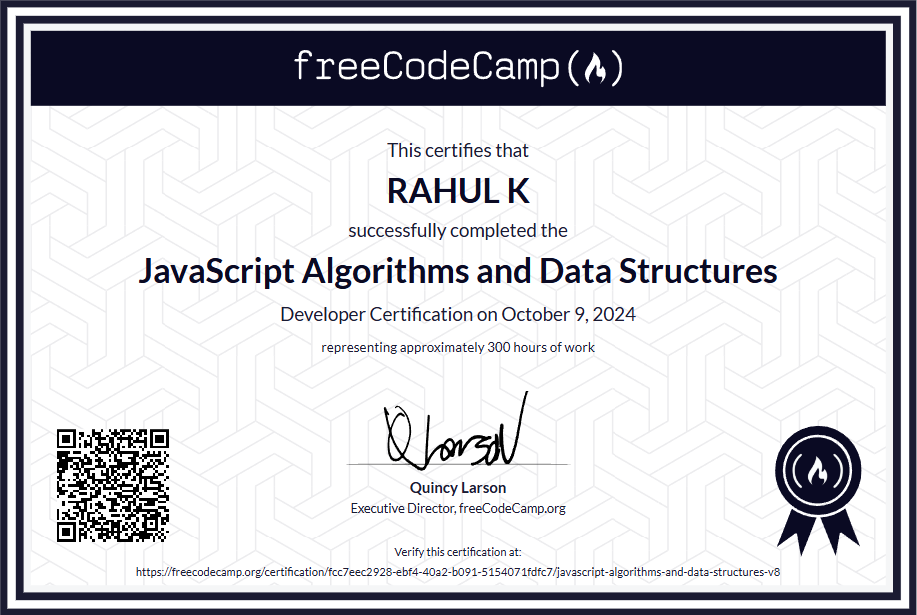 freeCodeCamp
This certifies that
RAHUL K
successfully completed the
JavaScript Algorithms and Data Structures
Developer Certification on October 9, 2024
representing approximately 300 hours of work
Q Larson
Quincy Larson
Executive Director, freeCodeCamp.org
Verify this certification at:
https://freecodecamp.org/certification/fcc7eec2928-ebf4-40a2-b091-5154071fdfc7/javascript-algorithms-and-data-structures-v8